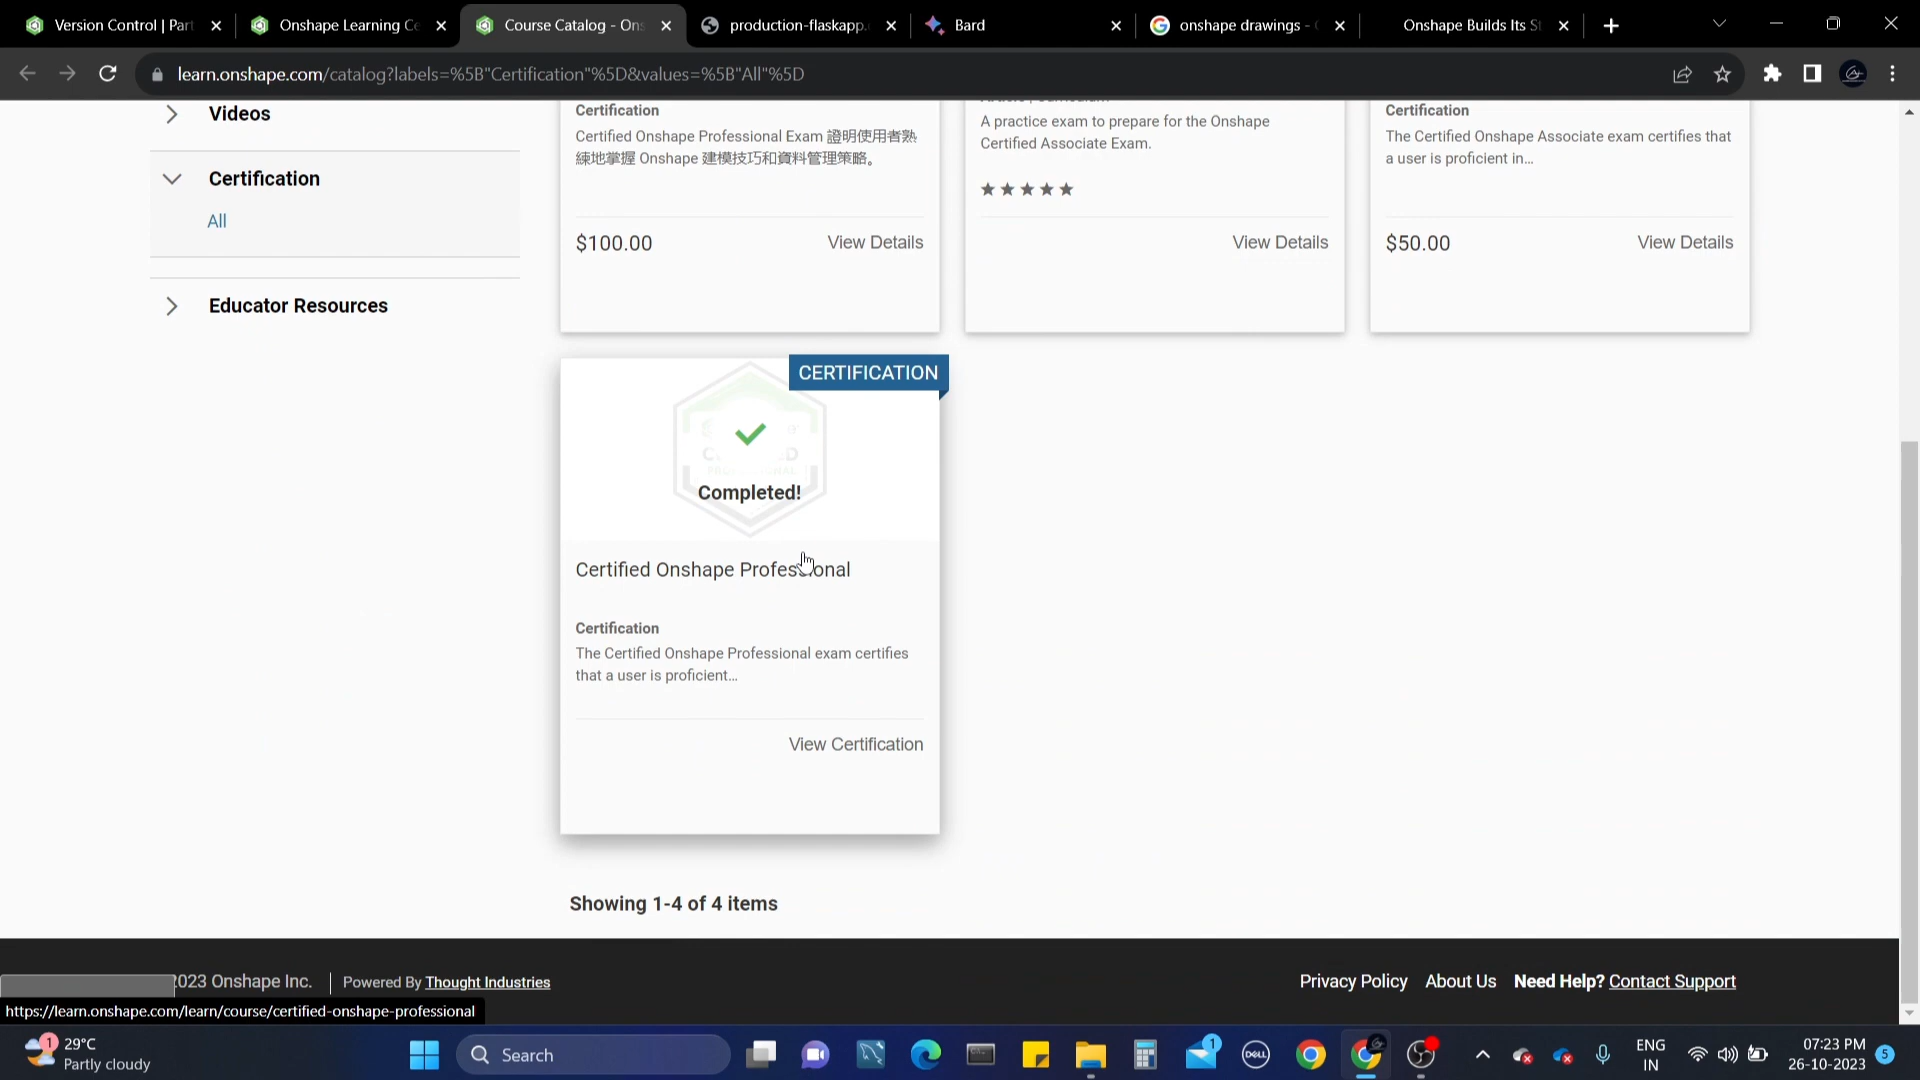 Version Control | Par
Onshape Learning Ce
Course Catalog - Ons
production-flaskapp.
Bard
onshape drawings -
Onshape Builds Its S
learn.onshape.com/catalog?labels=%5B"Certification"%5D&values=%5B"All"%5D
Videos
Certification
All
Educator Resources
Certification
Certified Onshape Professional Exam 證明使用者熟
練地掌握 Onshape 建模技巧和資料管理策略。
$100.00
View Details
A practice exam to prepare for the Onshape
Certified Associate Exam.
★★★★★
View Details
Certification
The Certified Onshape Associate exam certifies that
a user is proficient in...
$50.00
View Details
CERTIFICATION
Completed!
Certified Onshape Professional
Certification
The Certified Onshape Professional exam certifies
that a user is proficient...
View Certification
Showing 1-4 of 4 items
2023 Onshape Inc.
Powered By Thought Industries
Privacy Policy
About Us
Need Help? Contact Support
https://learn.onshape.com/learn/course/certified-onshape-professional
1
29°C
Partly cloudy
Search
1
DELL
ENG
IN
07:23 PM
26-10-2023
5